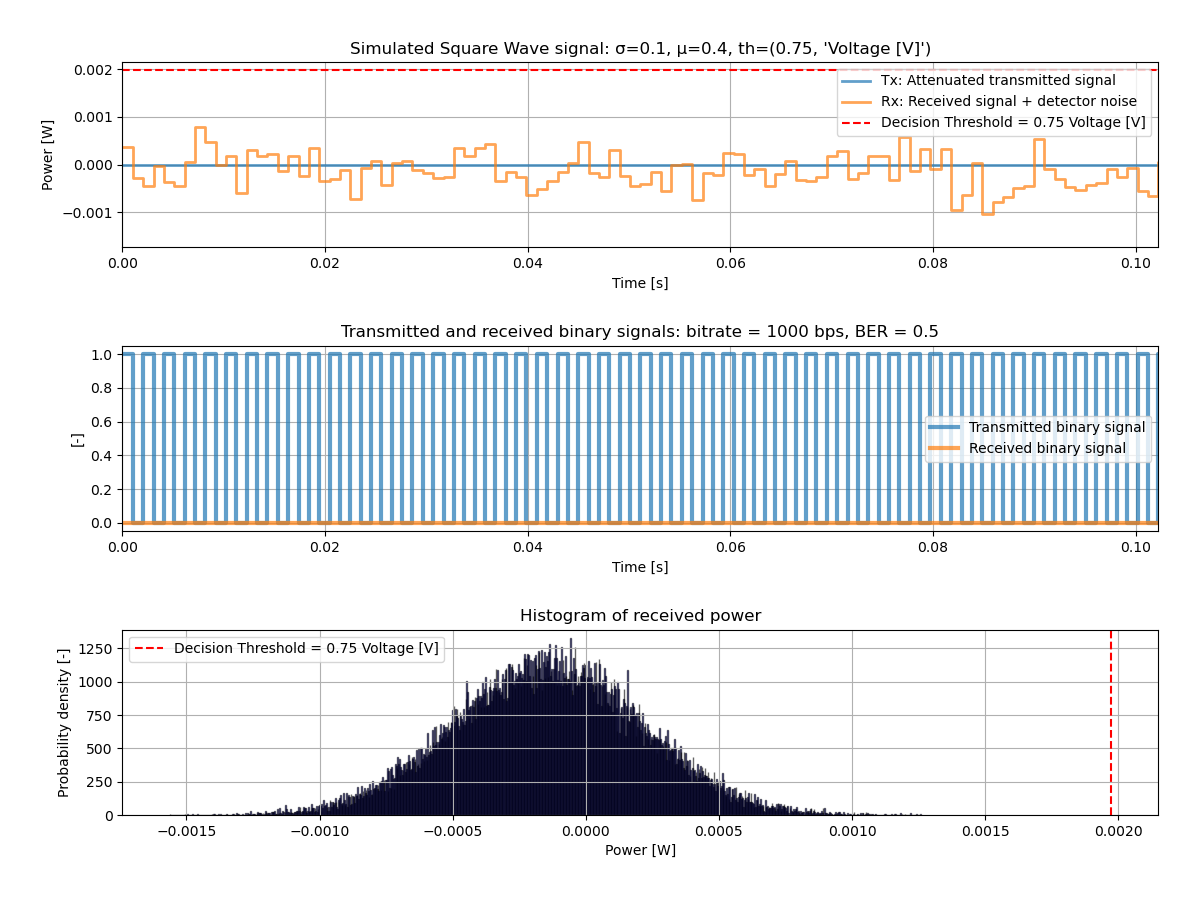 Simulated Square Wave signal: σ=0.1, μ=0.4, th=(0.75, 'Voltage [V]')
Power [W]
0.002
0.001
0.000
−0.001
Tx: Attenuated transmitted signal
Rx: Received signal + detector noise
Decision Threshold = 0.75 Voltage [V]
0.00 0.02 0.04 0.06 0.08 0.10
Time [s]
Transmitted and received binary signals: bitrate = 1000 bps, BER = 0.5
[-]
1.0
0.8
0.6
0.4
0.2
0.0
Transmitted binary signal
Received binary signal
0.00 0.02 0.04 0.06 0.08 0.10
Time [s]
Histogram of received power
Probability density [-]
1250
1000
750
500
250
0
Decision Threshold = 0.75 Voltage [V]
−0.0015 −0.0010 −0.0005 0.0000 0.0005 0.0010 0.0015 0.0020
Power [W]